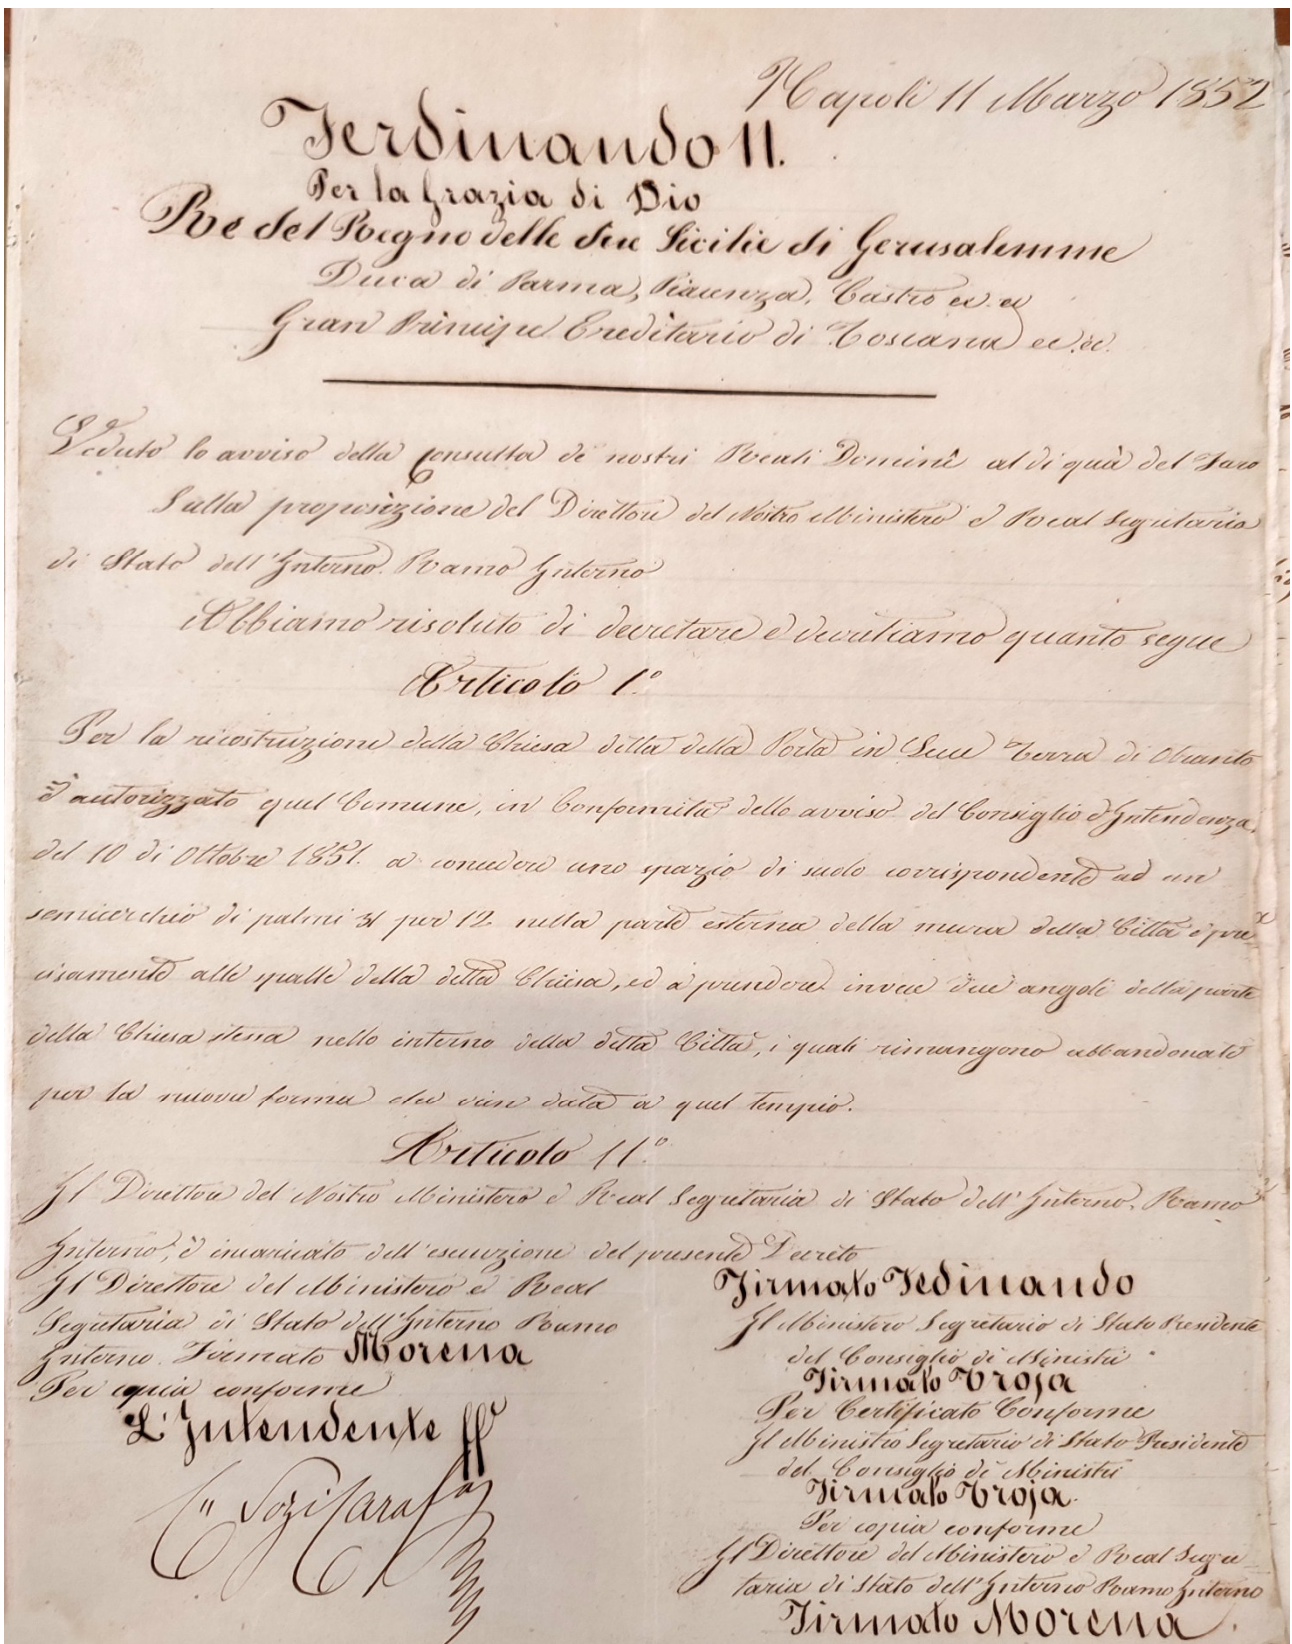 Napoli 11 Marzo 1852
Ferdinando II.
Per la Grazia di Dio
Re del Regno delle due Sicilie di Gerusalemme
Duca di Parma, Piacenza, Castro ec. ec
Gran Principe Ereditario di Toscana ec. ec.
Veduto lo avviso della Consulta de nostri Reali Dominî al di quà del Faro
Sulla proposizione del Direttore del Nostro Ministero e Real Segretaria
di Stato dell'Interno. Ramo Interno
Abbiamo risoluto di decretare e decretiamo quanto segue
Articolo 1.º
Per la ricostruzione della Chiesa detta della Porta in Lecce Terra di Otranto
è autorizzato quel Comune, in Conformità dello avviso del Consiglio d'Intendenza,
del 10 di Ottobre 1851. a concedere uno spazio di suolo corrispondente ad un
semicerchio di palmi 31 per 12 nella parte esterna della mura della Città e pre
cisamente alle spalle della detta Chiesa, ed a prendere invece due angoli della parte
della Chiesa stessa nello interno della detta Città, i quali rimangono abbandonati
per la nuova forma che vien data a quel tempio.
Articolo 11.º
Il Direttore del Nostro Ministero e Real Segretaria di Stato dell'Interno. Ramo
Interno, è incaricato dell'esecuzione del presente Decreto
Il Direttore del Ministero e Real
Segretaria di Stato dell'Interno Ramo
Interno. Firmato Morena
Per copia conforme
L'Intendente ff
Sozi Carafa
Firmato Fedinando
Il Ministero Segretario di Stato Presidente
del Consiglio de Ministri
Firmato Troja
Per Certificato Conforme
Il Ministro Segretario di Stato Presidente
del Consiglio de Ministri
Firmato Troja.
Per copia conforme
Il Direttore del Ministero e Real Segre
taria di Stato dell'Interno Ramo Interno
Firmato Morena.